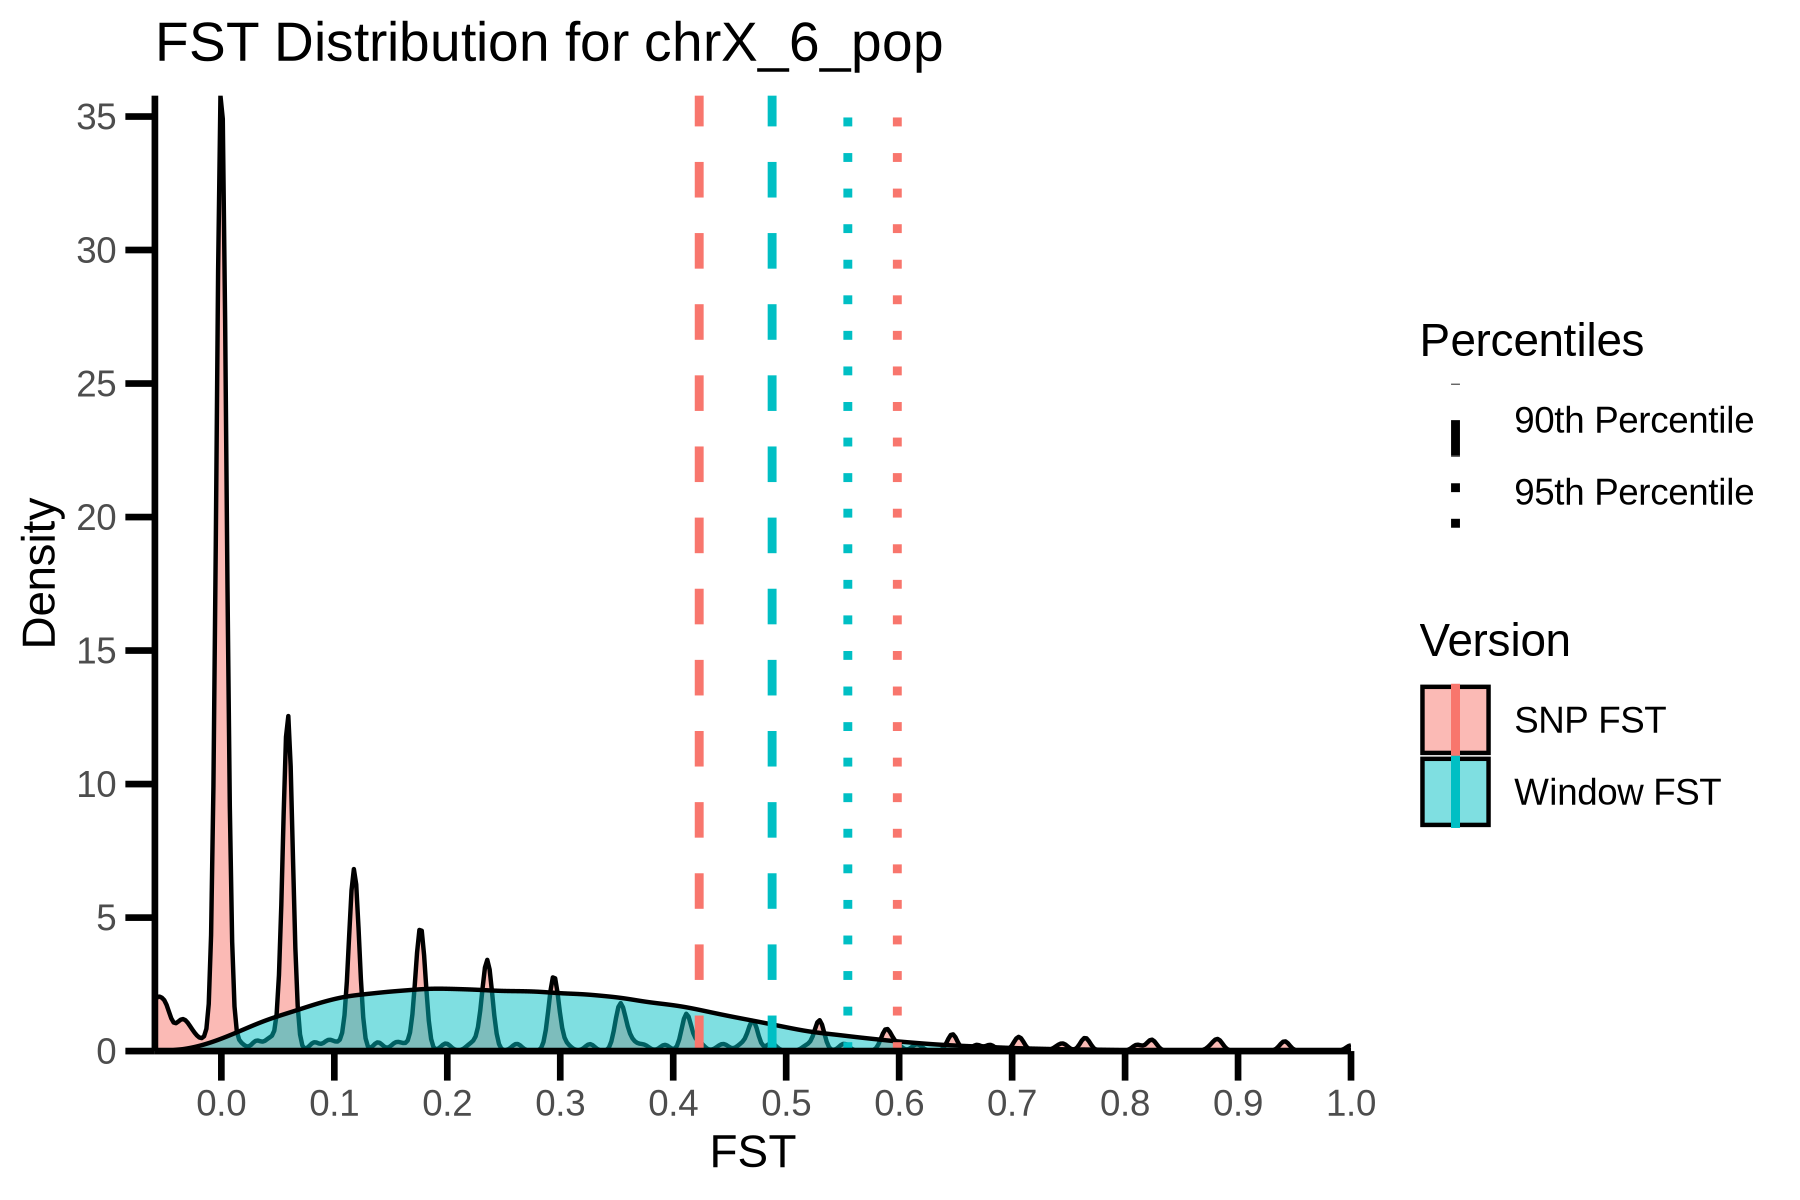 FST Distribution for chrX_6_pop
35
30
25
20
15
10
5
0
Density
0.0 0.1 0.2 0.3 0.4 0.5 0.6 0.7 0.8 0.9 1.0
FST
Percentiles
90th Percentile
95th Percentile
Version
SNP FST
Window FST